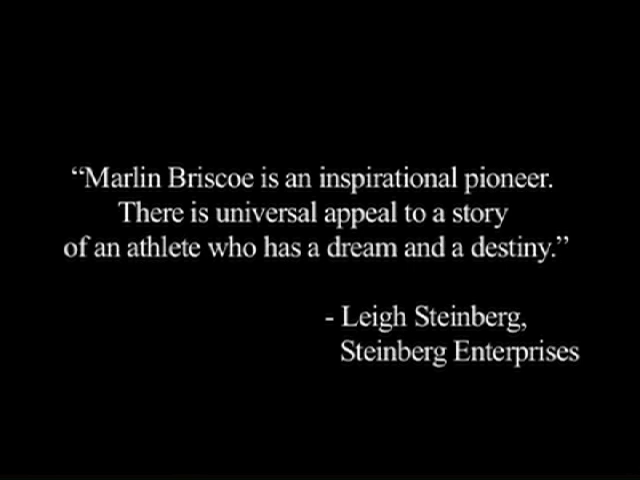 “Marlin Briscoe is an inspirational pioneer.
There is universal appeal to a story
of an athlete who has a dream and a destiny.”
- Leigh Steinberg,
Steinberg Enterprises